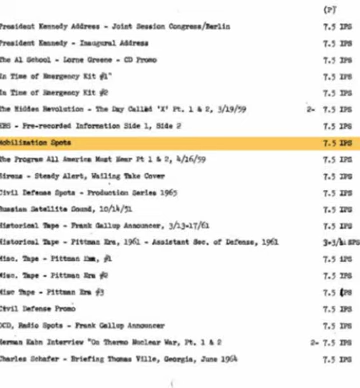 (P)
President Kennedy Address - Joint Session Congress/Berlin 7.5 IPS
President Kennedy - Inaugural Address 7.5 IPS
The Al School - Lorne Greene - CD Promo 7.5 IPS
In Time of Emergency Kit #1" 7.5 IPS
In Time of Emergency Kit #2 7.5 IPS
The Hidden Revolution - The Day Called 'X' Pt. 1 & 2, 3/19/59 2- 7.5 IPS
EBS - Pre-recorded Information Side 1, Side 2 7.5 IPS
Mobilization Spots 7.5 IPS
The Program All America Must Hear Pt 1 & 2, 4/16/59 7.5 IPS
Sirens - Steady Alert, Wailing Take Cover 7.5 IPS
Civil Defense Spots - Production Series 1965 7.5 IPS
Russian Satellite Sound, 7.5 IPS
Historical Tape - Frank Gallop Announcer, 3/13-17/61 7.5 IPS
Historical Tape - Pittman Era, 1961 - Assistant Sec. of Defense, 1961 3-3/4 IPS
Misc. Tape - Pittman Era, #1 7.5 IPS
Misc. Tape - Pittman Era #2 7.5 IPS
Misc Tape - Pittman Era #3 7.5 IPS
Civil Defense Promo 7.5 IPS
OCD, Radio Spots - Frank Gallop Announcer 7.5 IPS
Herman Kahn Interview "On Thermo Nuclear War, Pt. 1 & 2 2- 7.5 IPS
Charles Schafer - Briefing Thomas Ville, Georgia, June 1964 7.5 IPS